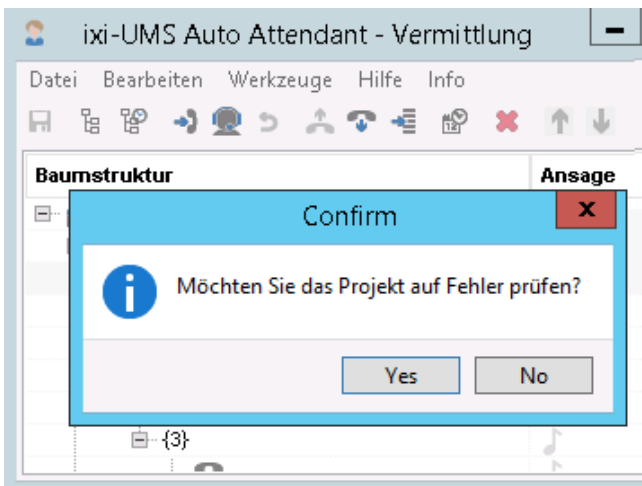 ixi-UMS Auto Attendant - Vermittlung
Datei Bearbeiten Werkzeuge Hilfe Info
12
Baumstruktur Ansage
Confirm
x
Möchten Sie das Projekt auf Fehler prüfen?
Yes No
{3}